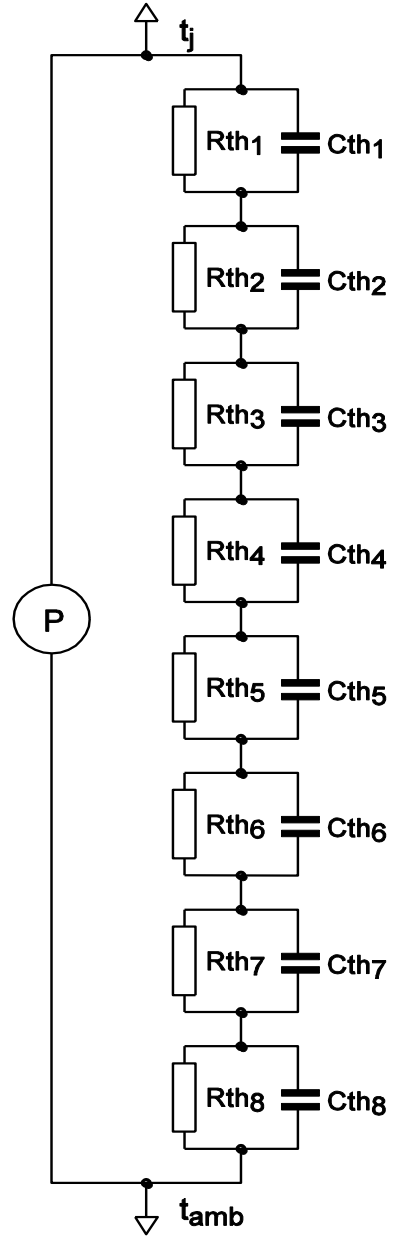 tj
Rth1 Cth1
Rth2 Cth2
Rth3 Cth3
Rth4 Cth4
P
Rth5 Cth5
Rth6 Cth6
Rth7 Cth7
Rth8 Cth8
tamb